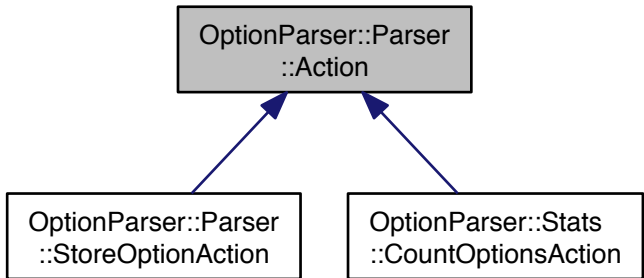 OptionParser::Parser
::Action
OptionParser::Parser
::StoreOptionAction
OptionParser::Stats
::CountOptionsAction